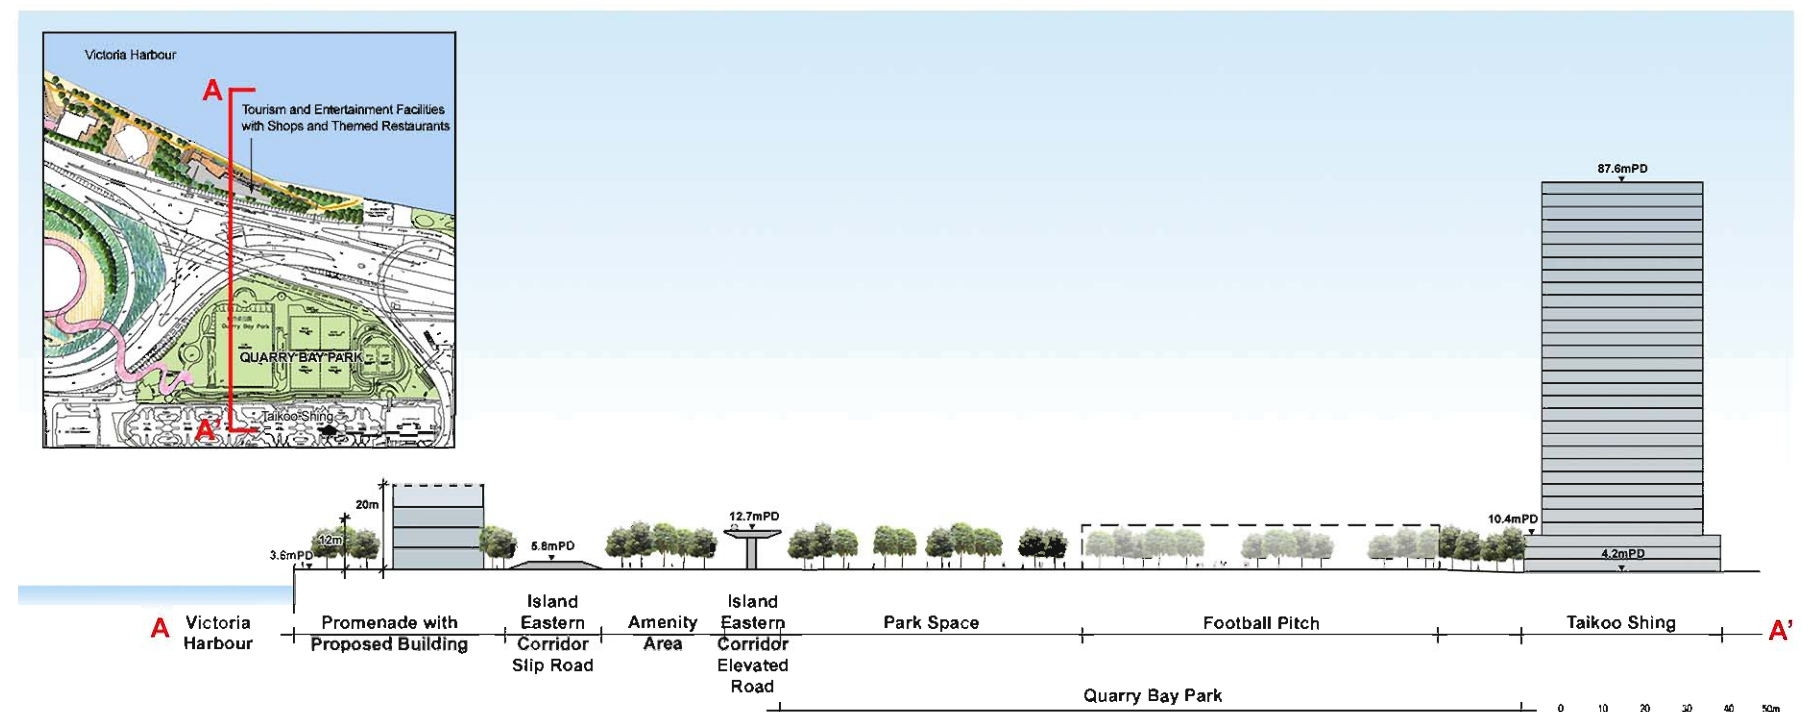 Victoria Harbour
A
Tourism and Entertainment Facilities
with Shops and Themed Restaurants
Quarry Bay Park
QUARRY BAY PARK
Taikoo Shing
A'
87.6mPD
20m
12m
3.6mPD
5.8mPD
12.7mPD
10.4mPD
4.2mPD
A
Victoria
Harbour
Promenade with
Proposed Building
Island
Eastern
Corridor
Slip Road
Amenity
Area
Island
Eastern
Corridor
Elevated
Road
Park Space
Football Pitch
Taikoo Shing
A'
Quarry Bay Park
0 10 20 30 40 50m